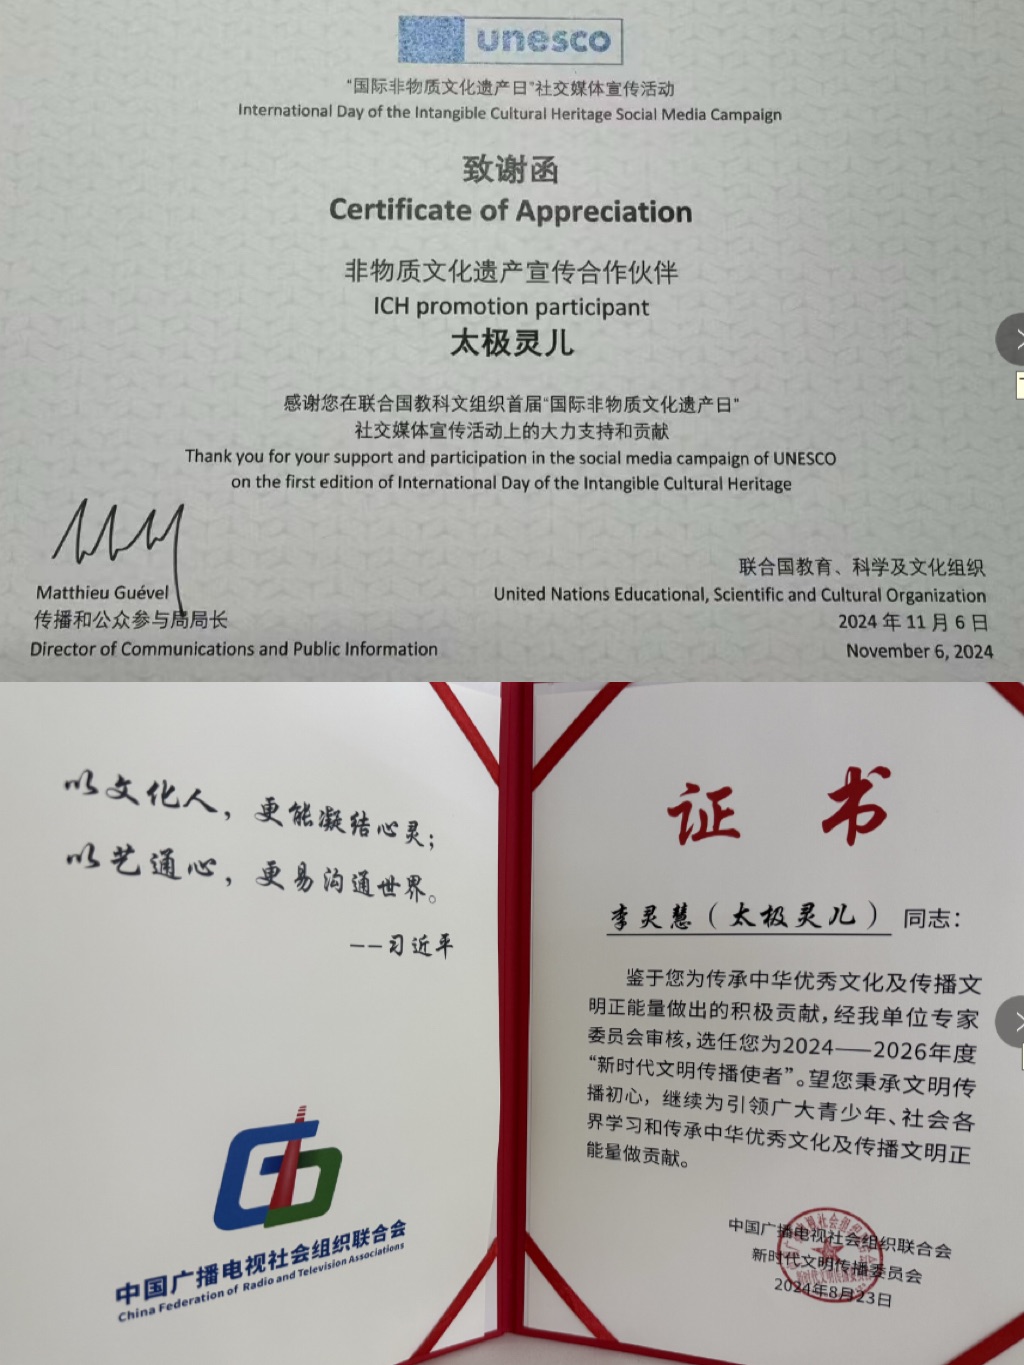 unesco
“国际非物质文化遗产日”社交媒体宣传活动
International Day of the Intangible Cultural Heritage Social Media Campaign
致谢函
Certificate of Appreciation
非物质文化遗产宣传合作伙伴
ICH promotion participant
太极灵儿
感谢您在联合国教科文组织首届“国际非物质文化遗产日”
社交媒体宣传活动上的大力支持和贡献
Thank you for your support and participation in the social media campaign of UNESCO
on the first edition of International Day of the Intangible Cultural Heritage
Matthieu Guével
传播和公众参与局局长
Director of Communications and Public Information
联合国教育、科学及文化组织
United Nations Educational, Scientific and Cultural Organization
2024 年 11 月 6 日
November 6, 2024
以文化人，更能凝结心灵；
以艺通心，更易沟通世界。
--习近平
中国广播电视社会组织联合会
China Federation of Radio and Television Associations
证书
李灵慧（太极灵儿）同志：
鉴于您为传承中华优秀文化及传播文
明正能量做出的积极贡献，经我单位专家
委员会审核，选任您为2024——2026年度
“新时代文明传播使者”。望您秉承文明传
播初心，继续为引领广大青少年、社会各
界学习和传承中华优秀文化及传播文明正
能量做贡献。
中国广播电视社会组织联合会
新时代文明传播委员会
2024年8月23日